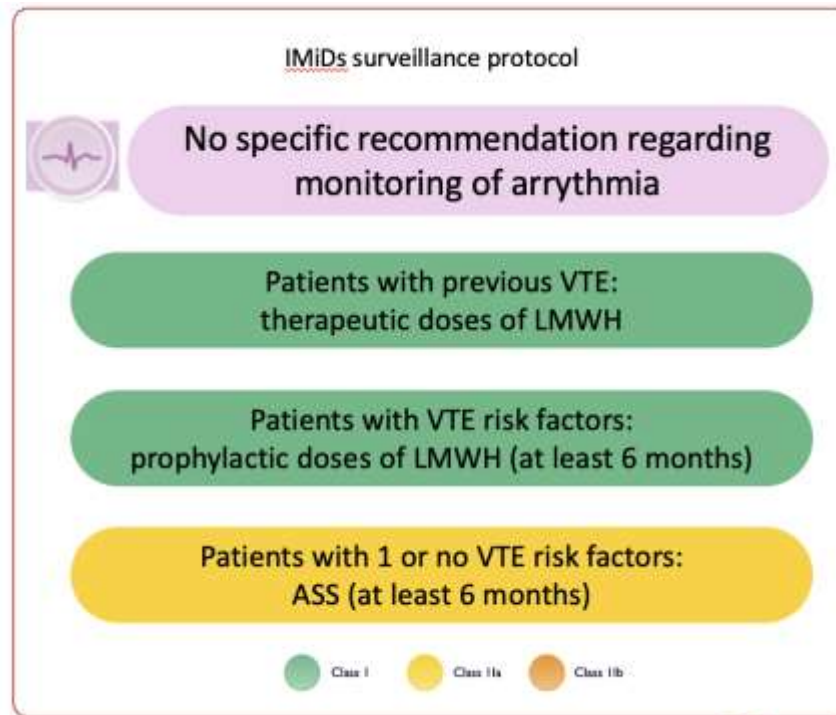 IMiDs surveillance protocol
No specific recommendation regarding
monitoring of arrythmia
Patients with previous VTE:
therapeutic doses of LMWH
Patients with VTE risk factors:
prophylactic doses of LMWH (at least 6 months)
Patients with 1 or no VTE risk factors:
ASS (at least 6 months)
Class I Class IIa Class IIb